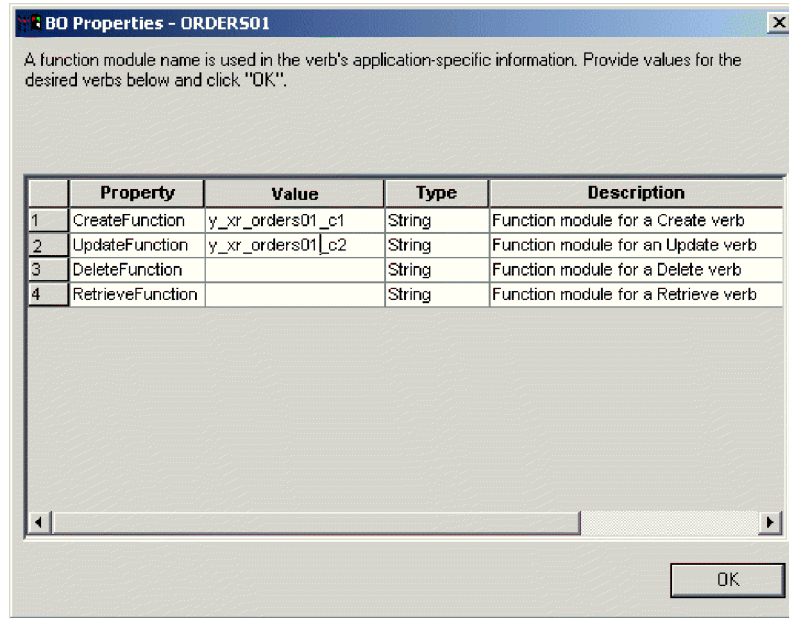 BO Properties - ORDERS01
A function module name is used in the verb's application-specific information. Provide values for the
desired verbs below and click "OK".
Property Value Type Description
1 CreateFunction y_xr_orders01_c1 String Function module for a Create verb
2 UpdateFunction y_xr_orders01_c2 String Function module for an Update verb
3 DeleteFunction String Function module for a Delete verb
4 RetrieveFunction String Function module for a Retrieve verb
OK